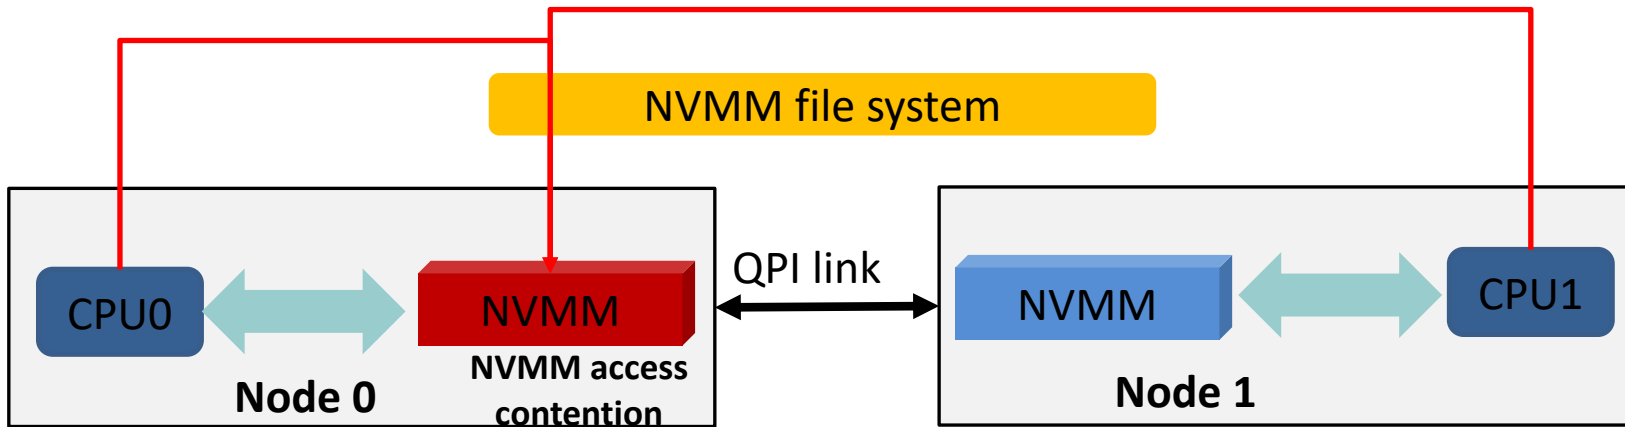 NVMM file system
QPI link
CPU0
NVMM
NVMM
CPU1
NVMM access
contention
Node 0
Node 1